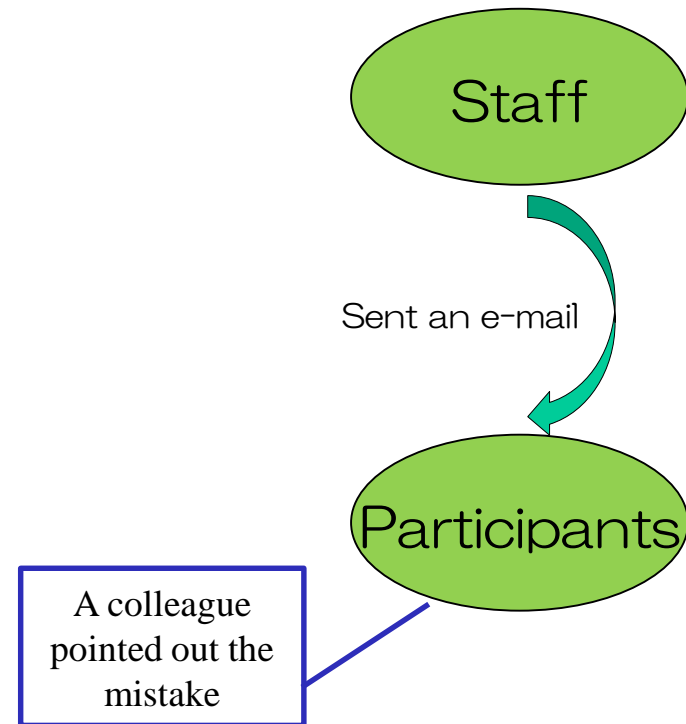 Staff
Sent an e-mail
Participants
A colleague
pointed out the
mistake